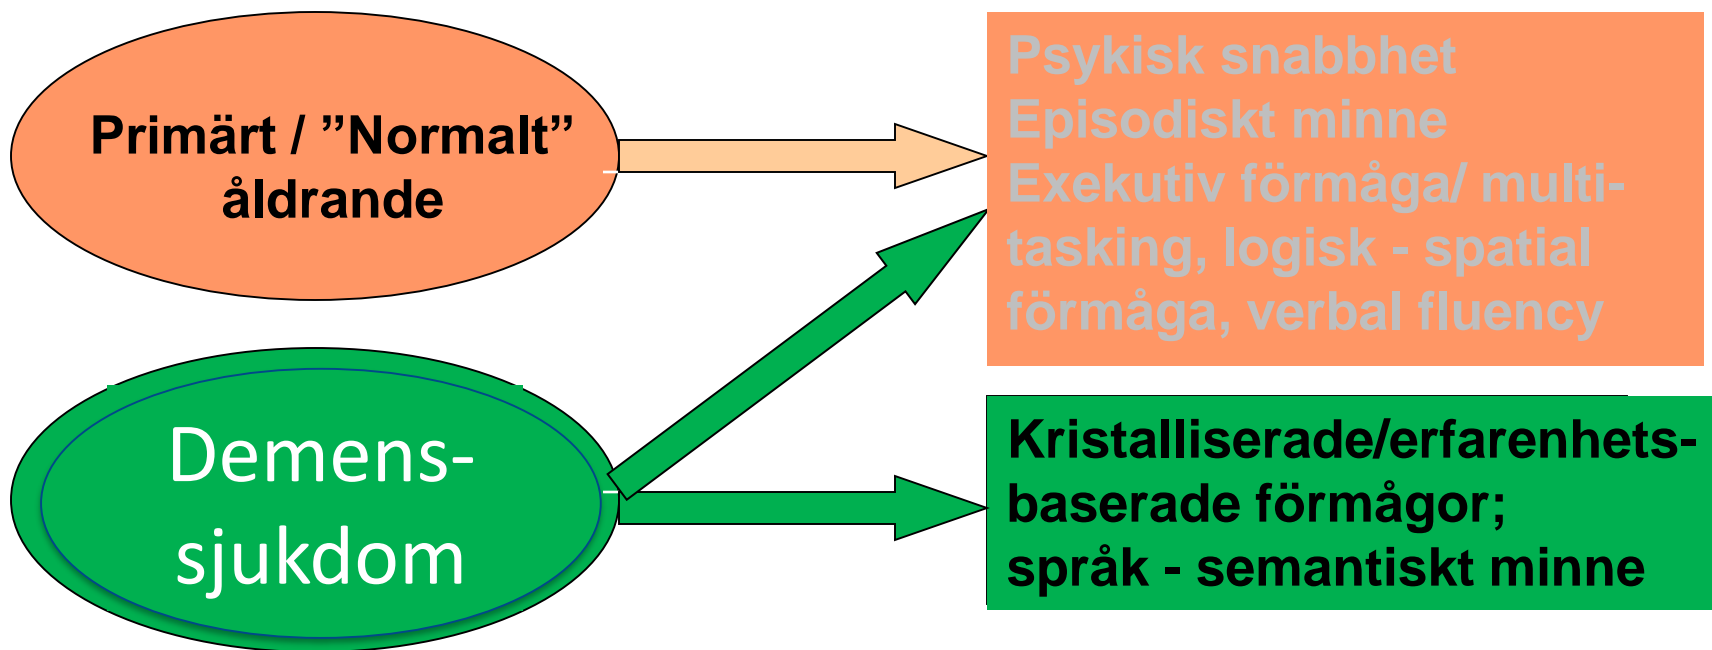 Primärt / ”Normalt”
åldrande
Psykisk snabbhet
Episodiskt minne
Exekutiv förmåga/ multi-
tasking, logisk - spatial
förmåga, verbal fluency
Demens-
sjukdom
Kristalliserade/erfarenhets-
baserade förmågor;
språk - semantiskt minne